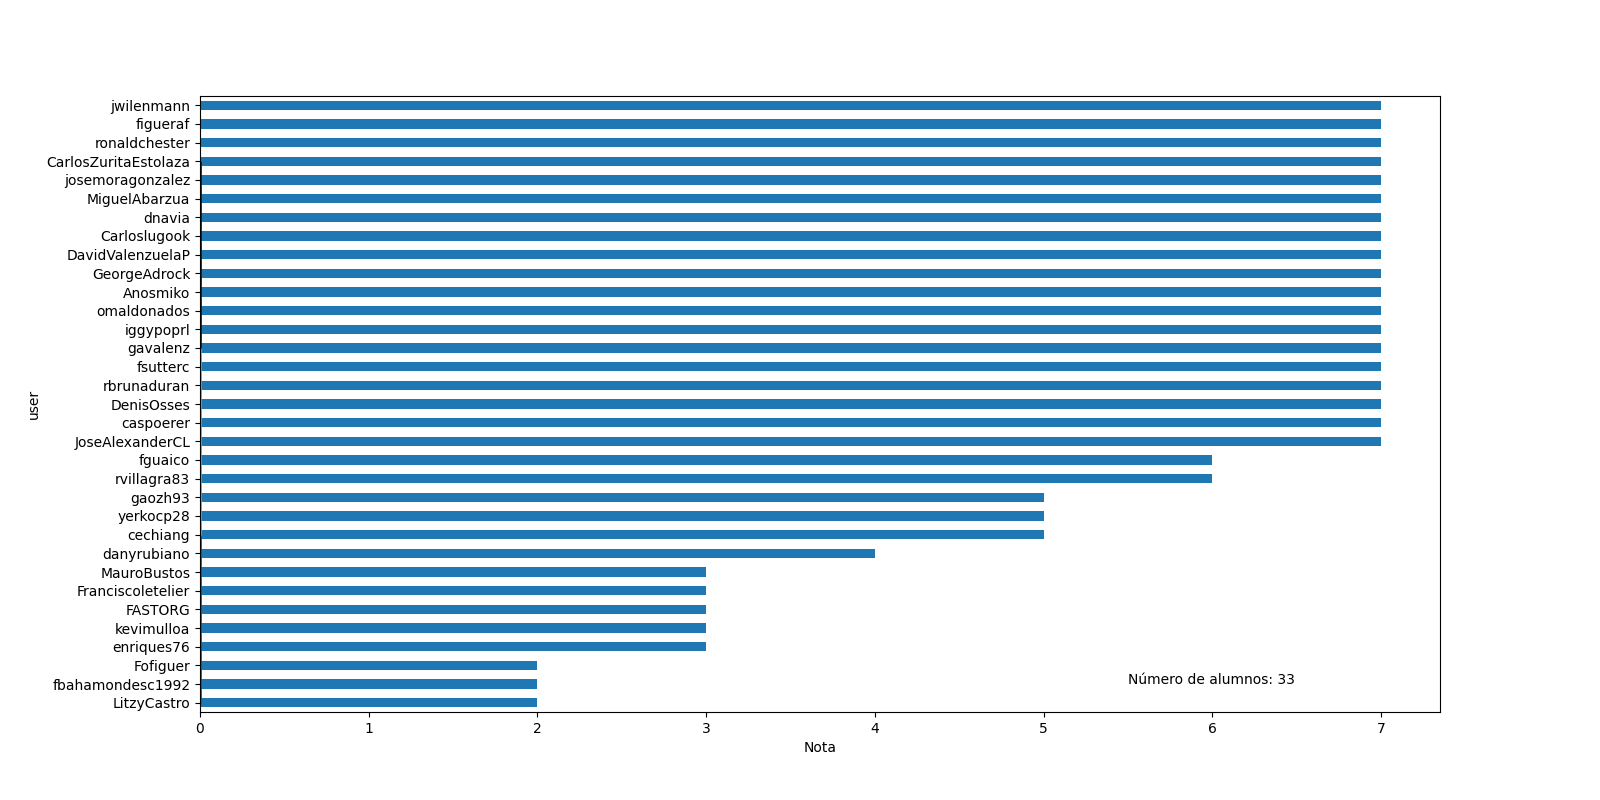 jwilenmann
figueraf
ronaldchester
CarlosZuritaEstolaza
josemoragonzalez
MiguelAbarzua
dnavia
Carloslugook
DavidValenzuelaP
GeorgeAdrock
Anosmiko
omaldonados
iggypoprl
gavalenz
fsutterc
rbrunaduran
DenisOsses
caspoerer
JoseAlexanderCL
fguaico
rvillagra83
gaozh93
yerkocp28
cechiang
danyrubiano
MauroBustos
Franciscoletelier
FASTORG
kevimulloa
enriques76
Fofiguer
fbahamondesc1992
LitzyCastro
user
Número de alumnos: 33
0 1 2 3 4 5 6 7
Nota